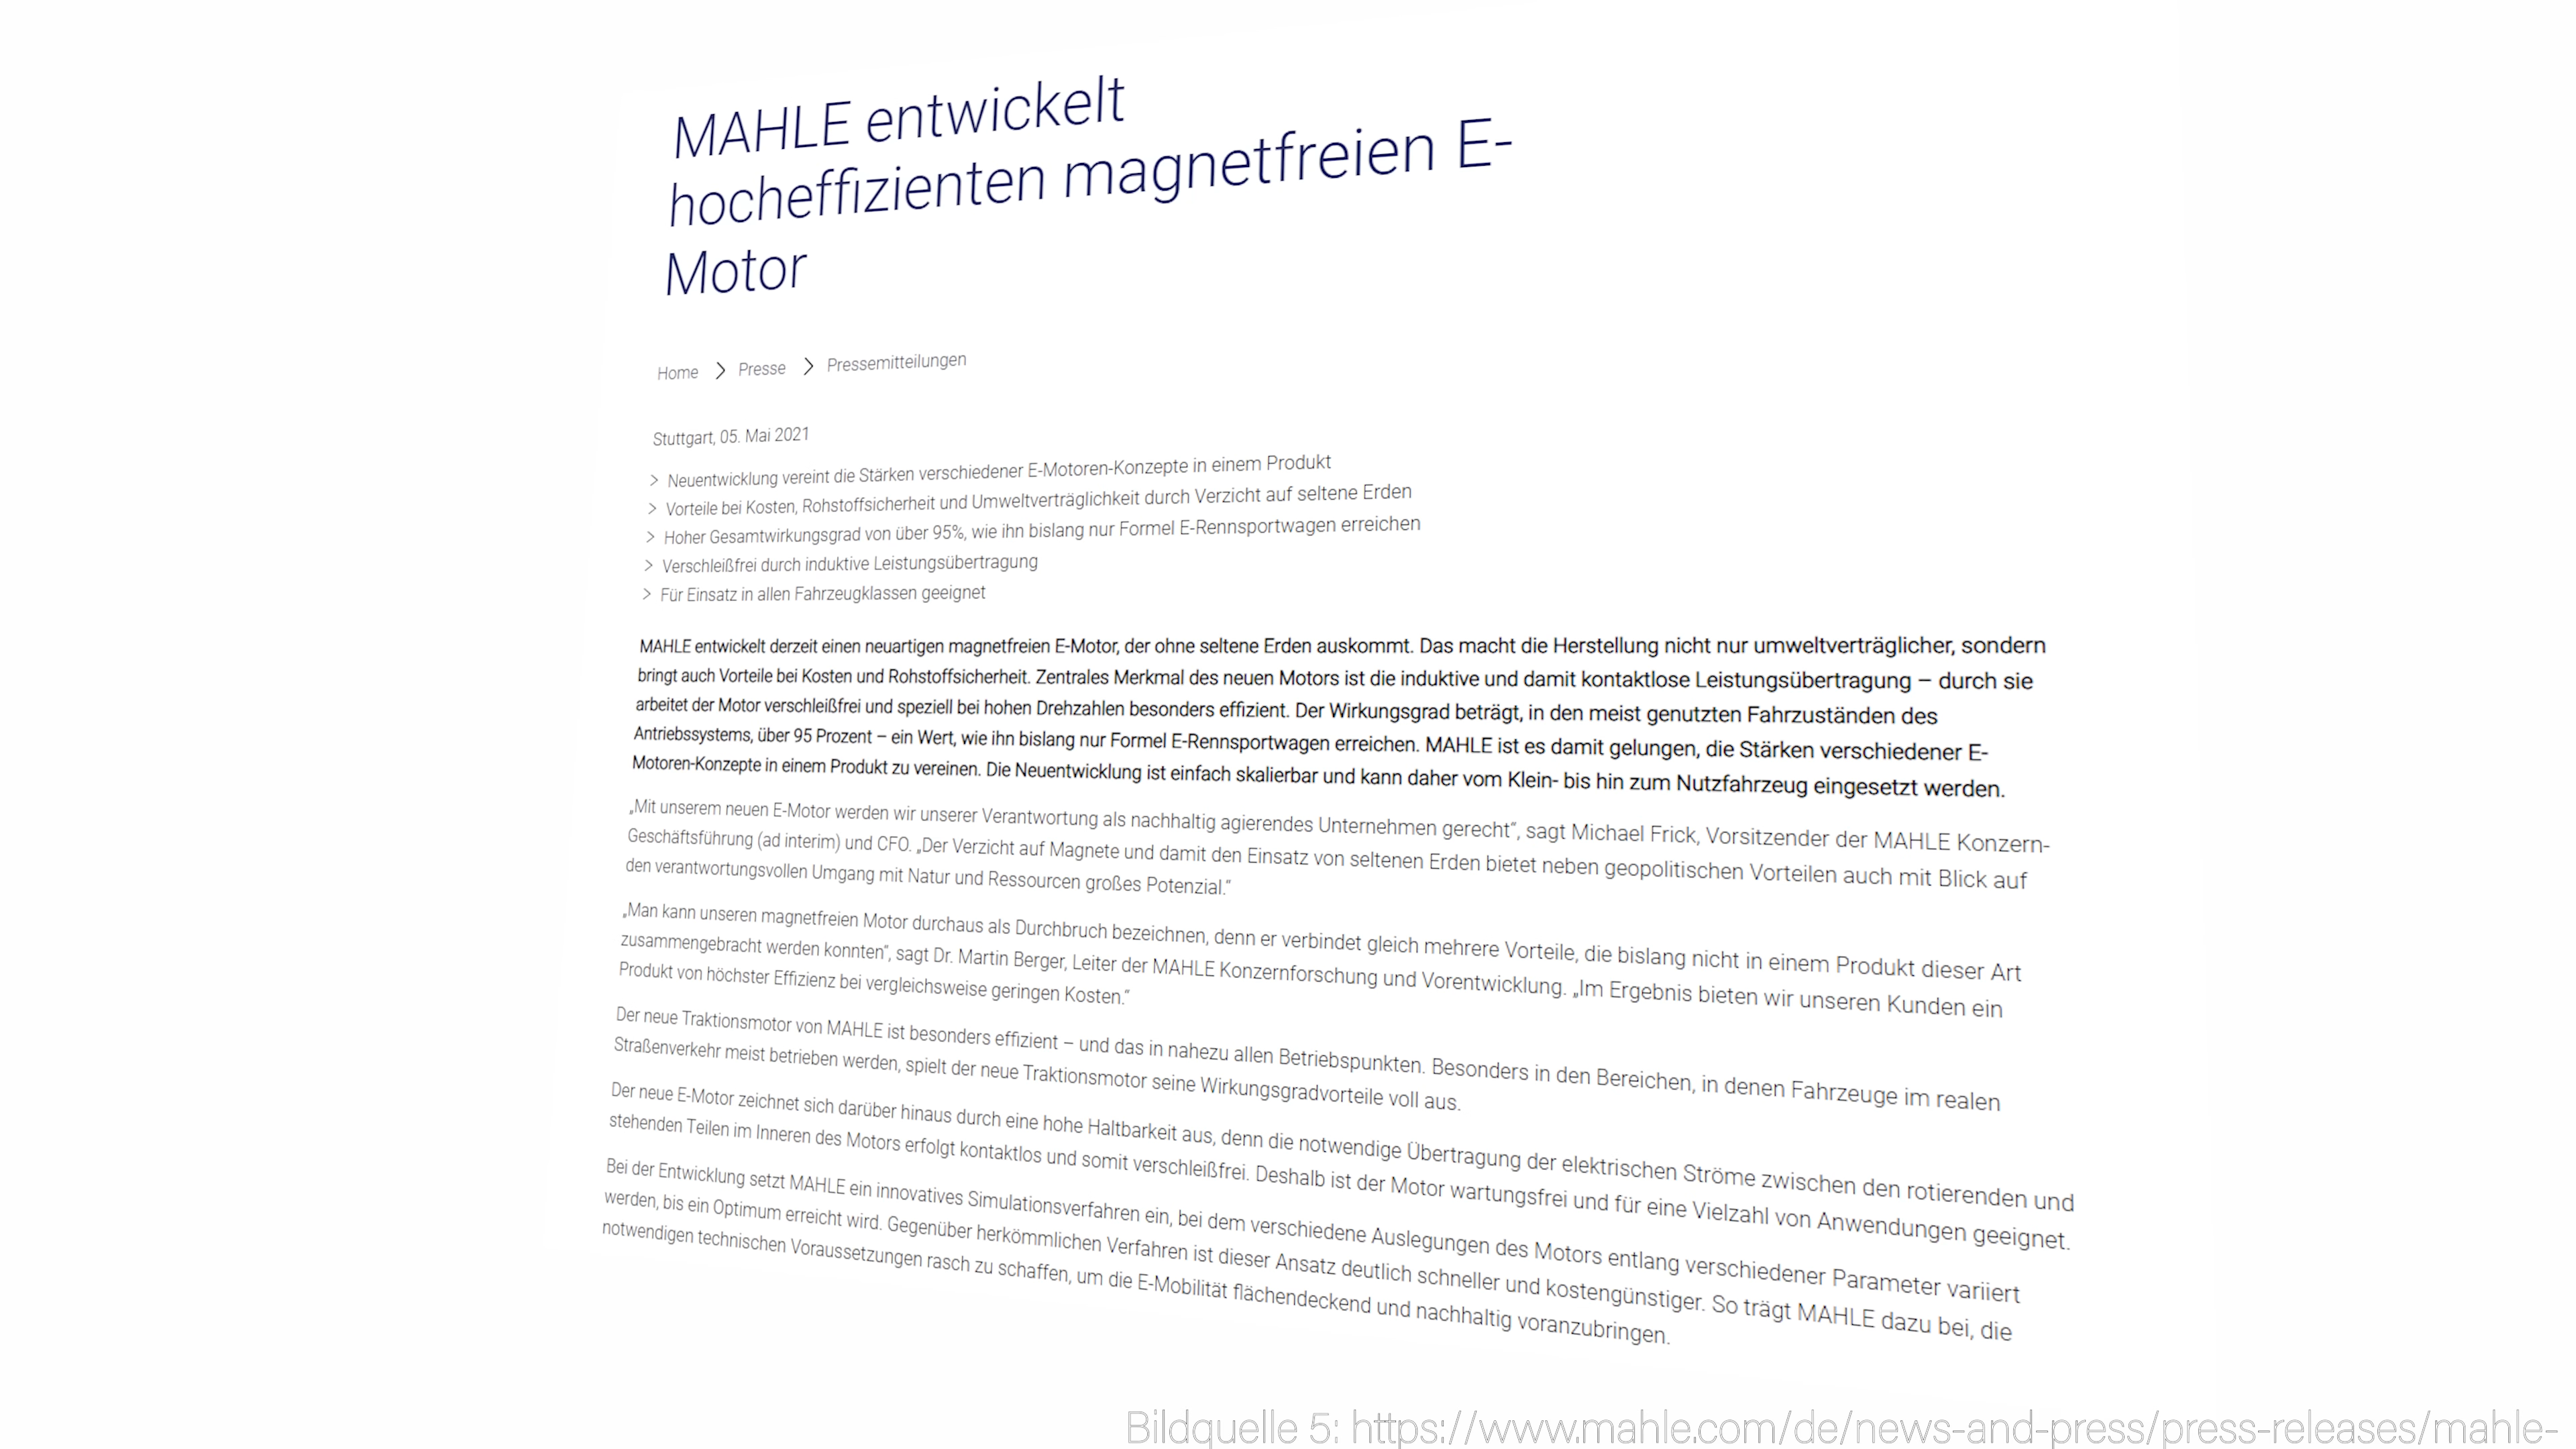 MAHLE entwickelt
hocheffizienten magnetfreien E-
Motor
Home > Presse > Pressemitteilungen
Stuttgart, 05. Mai 2021
> Neuentwicklung vereint die Stärken verschiedener E-Motoren-Konzepte in einem Produkt
> Vorteile bei Kosten, Rohstoffsicherheit und Umweltverträglichkeit durch Verzicht auf seltene Erden
> Hoher Gesamtwirkungsgrad von über 95%, wie ihn bislang nur Formel E-Rennsportwagen erreichen
> Verschleißfrei durch induktive Leistungsübertragung
> Für Einsatz in allen Fahrzeugklassen geeignet
MAHLE entwickelt derzeit einen neuartigen magnetfreien E-Motor, der ohne seltene Erden auskommt. Das macht die Herstellung nicht nur umweltverträglicher, sondern
bringt auch Vorteile bei Kosten und Rohstoffsicherheit. Zentrales Merkmal des neuen Motors ist die induktive und damit kontaktlose Leistungsübertragung – durch sie
arbeitet der Motor verschleißfrei und speziell bei hohen Drehzahlen besonders effizient. Der Wirkungsgrad beträgt, in den meist genutzten Fahrzuständen des
Antriebssystems, über 95 Prozent – ein Wert, wie ihn bislang nur Formel E-Rennsportwagen erreichen. MAHLE ist es damit gelungen, die Stärken verschiedener E-
Motoren-Konzepte in einem Produkt zu vereinen. Die Neuentwicklung ist einfach skalierbar und kann daher vom Klein- bis hin zum Nutzfahrzeug eingesetzt werden.
„Mit unserem neuen E-Motor werden wir unserer Verantwortung als nachhaltig agierendes Unternehmen gerecht“, sagt Michael Frick, Vorsitzender der MAHLE Konzern-
Geschäftsführung (ad interim) und CFO. „Der Verzicht auf Magnete und damit den Einsatz von seltenen Erden bietet neben geopolitischen Vorteilen auch mit Blick auf
den verantwortungsvollen Umgang mit Natur und Ressourcen großes Potenzial.“
„Man kann unseren magnetfreien Motor durchaus als Durchbruch bezeichnen, denn er verbindet gleich mehrere Vorteile, die bislang nicht in einem Produkt dieser Art
zusammengebracht werden konnten“, sagt Dr. Martin Berger, Leiter der MAHLE Konzernforschung und Vorentwicklung. „Im Ergebnis bieten wir unseren Kunden ein
Produkt von höchster Effizienz bei vergleichsweise geringen Kosten.“
Der neue Traktionsmotor von MAHLE ist besonders effizient – und das in nahezu allen Betriebspunkten. Besonders in den Bereichen, in denen Fahrzeuge im realen
Straßenverkehr meist betrieben werden, spielt der neue Traktionsmotor seine Wirkungsgradvorteile voll aus.
Der neue E-Motor zeichnet sich darüber hinaus durch eine hohe Haltbarkeit aus, denn die notwendige Übertragung der elektrischen Ströme zwischen den rotierenden und
stehenden Teilen im Inneren des Motors erfolgt kontaktlos und somit verschleißfrei. Deshalb ist der Motor wartungsfrei und für eine Vielzahl von Anwendungen geeignet.
Bei der Entwicklung setzt MAHLE ein innovatives Simulationsverfahren ein, bei dem verschiedene Auslegungen des Motors entlang verschiedener Parameter variiert
werden, bis ein Optimum erreicht wird. Gegenüber herkömmlichen Verfahren ist dieser Ansatz deutlich schneller und kostengünstiger. So trägt MAHLE dazu bei, die
notwendigen technischen Voraussetzungen rasch zu schaffen, um die E-Mobilität flächendeckend und nachhaltig voranzubringen.
Bildquelle 5: https://www.mahle.com/de/news-and-press/press-releases/mahle-